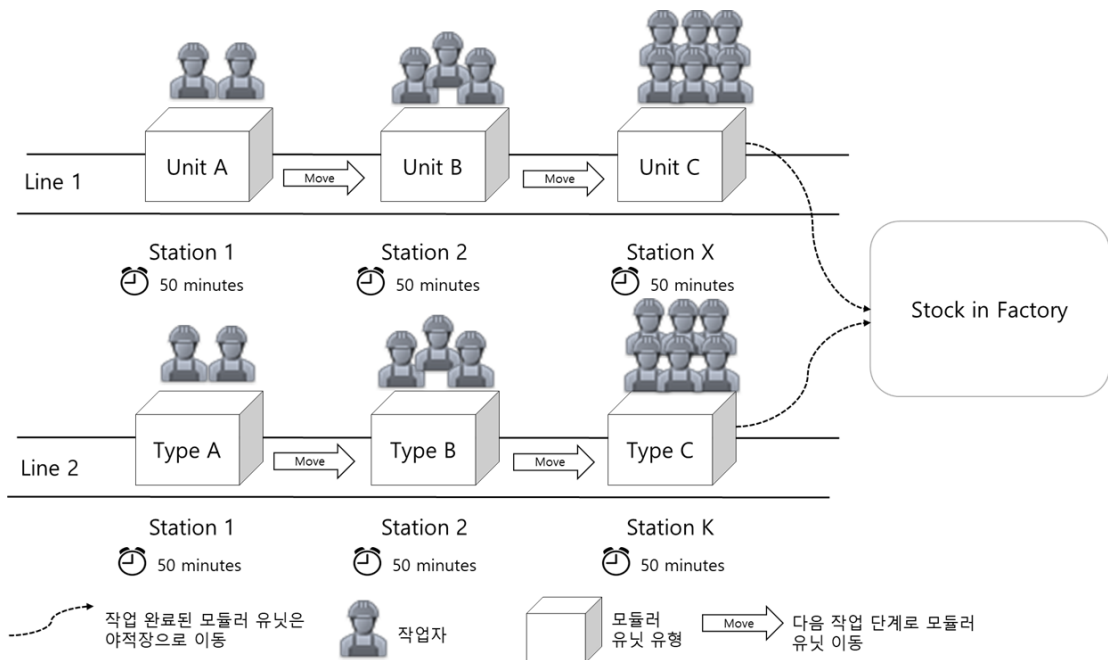 Unit A
Unit B
Unit C
Line 1
Move
Move
Station 1
Station 2
Station X
50 minutes
50 minutes
50 minutes
Stock in Factory
Type A
Type B
Type C
Line 2
Move
Move
Station 1
Station 2
Station K
50 minutes
50 minutes
50 minutes
작업 완료된 모듈러 유닛은
야적장으로 이동
작업자
모듈러
유닛 유형
Move
다음 작업 단계로 모듈러
유닛 이동